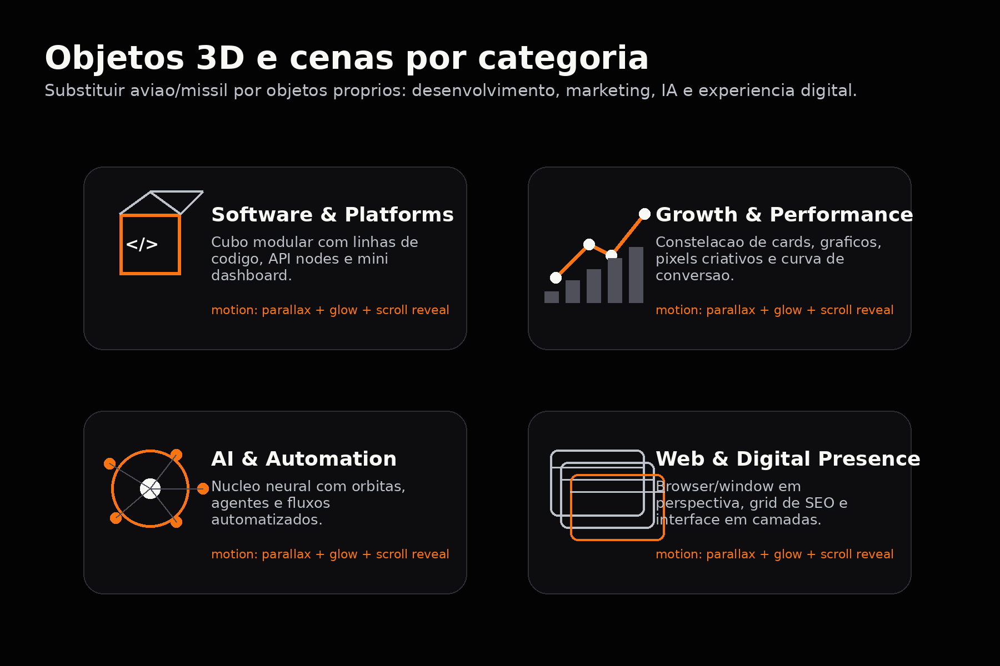 Objetos 3D e cenas por categoria
Substituir aviao/missil por objetos proprios: desenvolvimento, marketing, IA e experiencia digital.
</>
Software & Platforms
Cubo modular com linhas de
codigo, API nodes e mini
dashboard.
motion: parallax + glow + scroll reveal
Growth & Performance
Constelacao de cards, graficos,
pixels criativos e curva de
conversao.
motion: parallax + glow + scroll reveal
AI & Automation
Nucleo neural com orbitas,
agentes e fluxos
automatizados.
motion: parallax + glow + scroll reveal
Web & Digital Presence
Browser/window em
perspectiva, grid de SEO e
interface em camadas.
motion: parallax + glow + scroll reveal